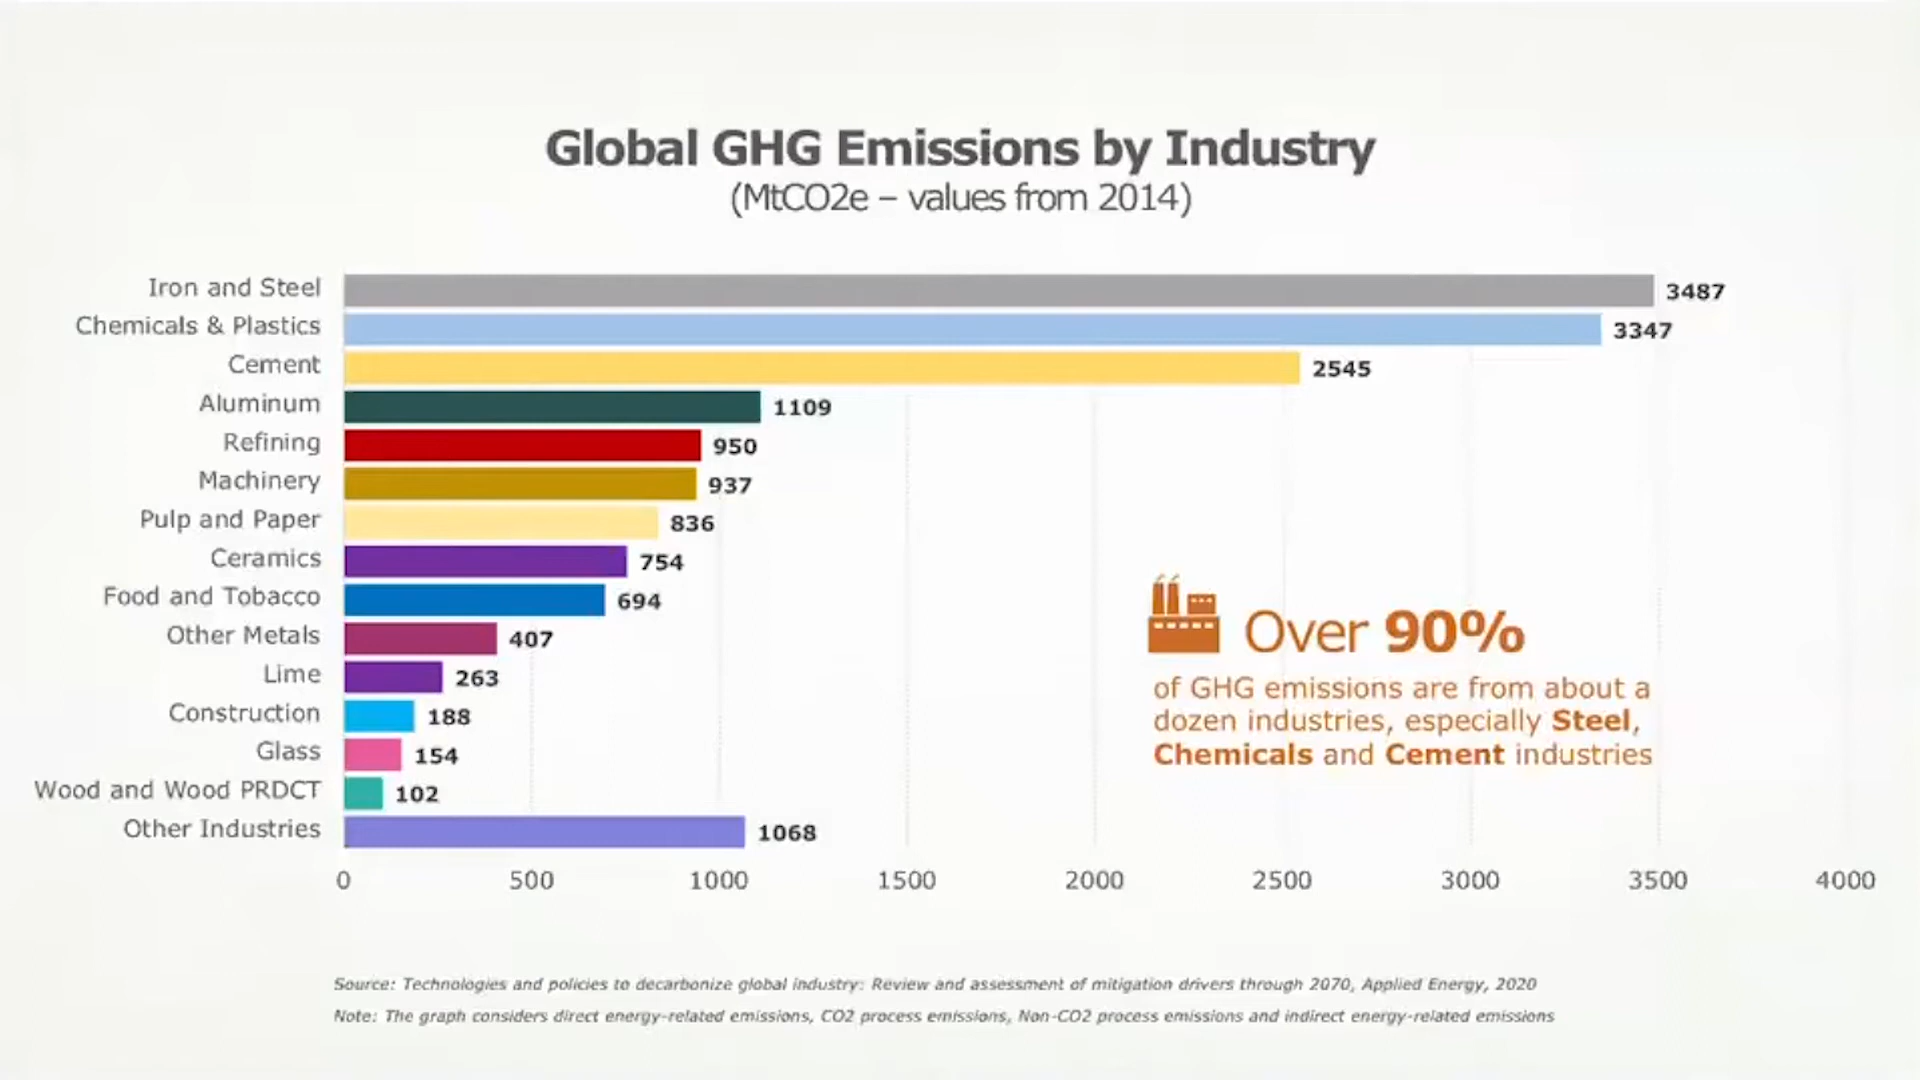 Global GHG Emissions by Industry
(MtCO2e – values from 2014)
Iron and Steel 3487
Chemicals & Plastics 3347
Cement 2545
Aluminum 1109
Refining 950
Machinery 937
Pulp and Paper 836
Ceramics 754
Food and Tobacco 694
Other Metals 407
Lime 263
Construction 188
Glass 154
Wood and Wood PRDCT 102
Other Industries 1068
0 500 1000 1500 2000 2500 3000 3500 4000
Over 90%
of GHG emissions are from about a
dozen industries, especially Steel,
Chemicals and Cement industries
Source: Technologies and policies to decarbonize global industry: Review and assessment of mitigation drivers through 2070, Applied Energy, 2020
Note: The graph considers direct energy-related emissions, CO2 process emissions, Non-CO2 process emissions and indirect energy-related emissions